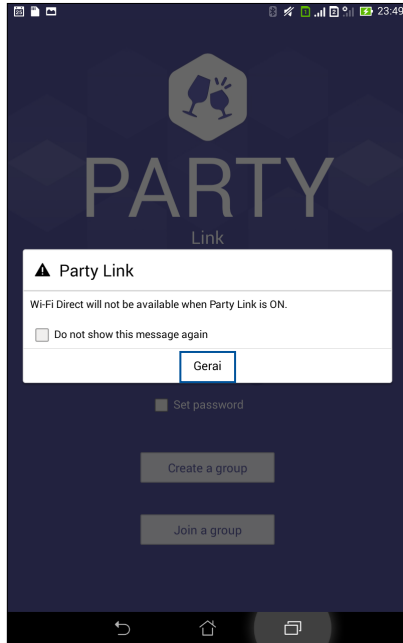 23:49
PARTY
Link
Party Link
Wi-Fi Direct will not be available when Party Link is ON.
Do not show this message again
Gerai
Set password
Create a group
Join a group